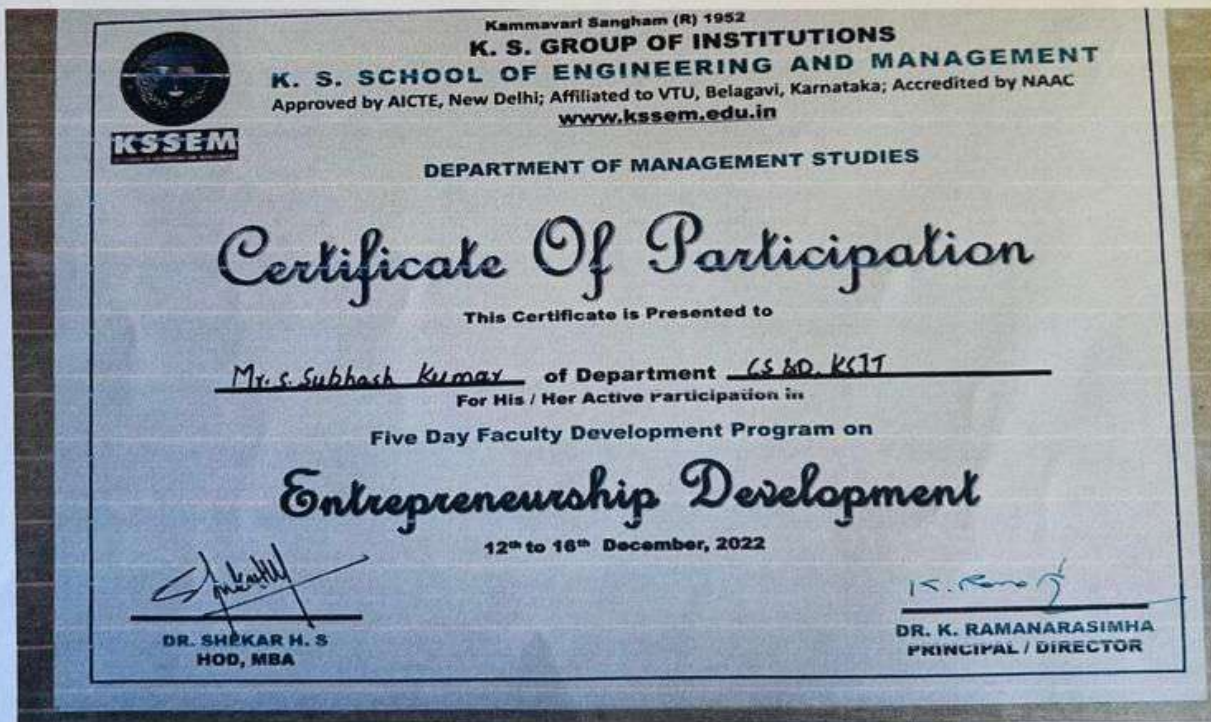 Kammavari Sangham (R) 1952
K. S. GROUP OF INSTITUTIONS
K. S. SCHOOL OF ENGINEERING AND MANAGEMENT
Approved by AICTE, New Delhi; Affiliated to VTU, Belagavi, Karnataka; Accredited by NAAC
www.kssem.edu.in
KSSEM
DEPARTMENT OF MANAGEMENT STUDIES
Certificate Of Participation
This Certificate is Presented to
Mr. S. Subhash Kumar of Department CS &D, KSIT
For His / Her Active Participation in
Five Day Faculty Development Program on
Entrepreneurship Development
12th to 16th December, 2022
DR. SHEKAR H. S
HOD, MBA
K. Rama
DR. K. RAMANARASIMHA
PRINCIPAL / DIRECTOR